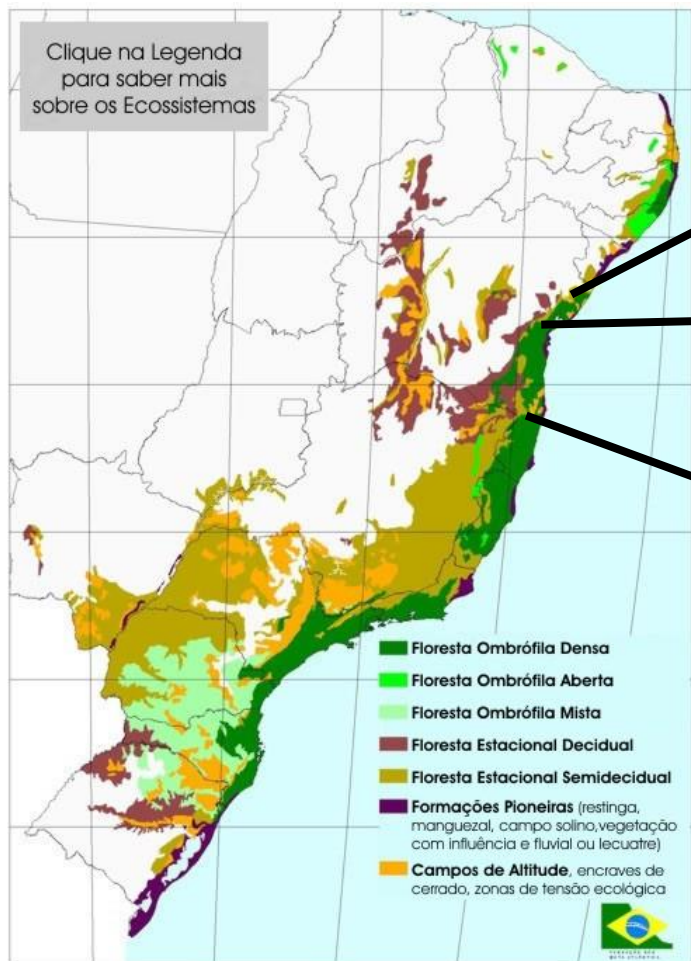 Clique na Legenda
para saber mais
sobre os Ecossistemas
Floresta Ombrófila Densa
Floresta Ombrófila Aberta
Floresta Ombrófila Mista
Floresta Estacional Decidual
Floresta Estacional Semidecidual
Formações Pioneiras (restinga,
manguezal, campo solino,vegetação
com influência e fluvial ou lecuatre)
Campos de Altitude, encraves de
cerrado, zonas de tensão ecológica